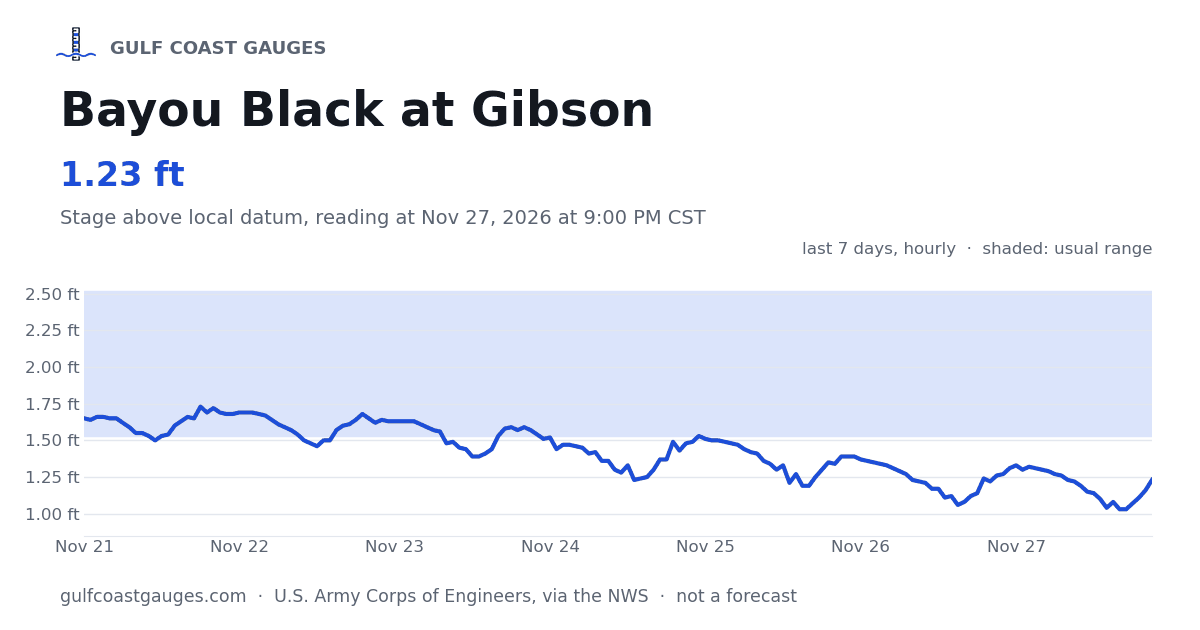 GULF COAST GAUGES
Bayou Black at Gibson
1.23 ft
Stage above local datum, reading at Nov 27, 2026 at 9:00 PM CST
last 7 days, hourly · shaded: usual range
2.50 ft
2.25 ft
2.00 ft
1.75 ft
1.50 ft
1.25 ft
1.00 ft
Nov 21 Nov 22 Nov 23 Nov 24 Nov 25 Nov 26 Nov 27
gulfcoastgauges.com · U.S. Army Corps of Engineers, via the NWS · not a forecast